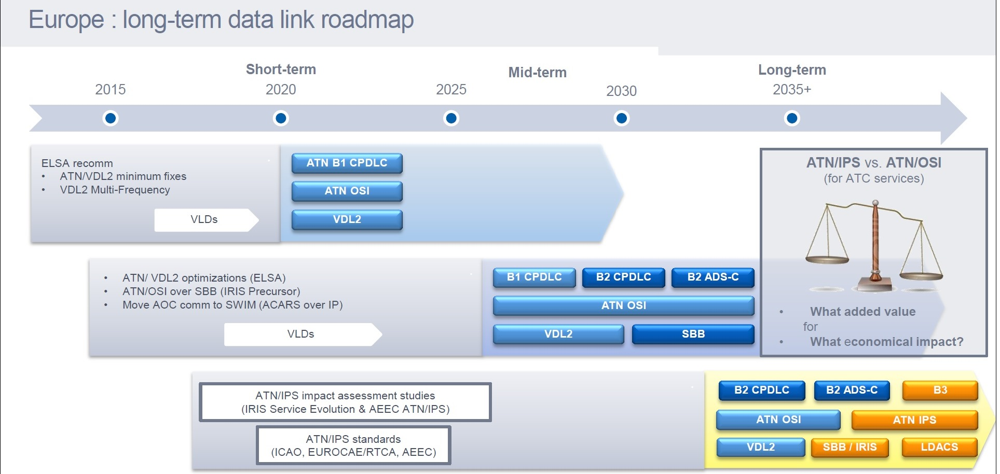 Europe : long-term data link roadmap
Short-term
Mid-term
Long-term
2015
2020
2025
2030
2035+
ELSA recomm
• ATN/VDL2 minimum fixes
• VDL2 Multi-Frequency
VLDs
ATN B1 CPDLC
ATN OSI
VDL2
ATN/IPS vs. ATN/OSI
(for ATC services)
• What added value
for
• What economical impact?
• ATN/ VDL2 optimizations (ELSA)
• ATN/OSI over SBB (IRIS Precursor)
• Move AOC comm to SWIM (ACARS over IP)
VLDs
B1 CPDLC
B2 CPDLC
B2 ADS-C
ATN OSI
VDL2
SBB
ATN/IPS impact assessment studies
(IRIS Service Evolution & AEEC ATN/IPS)
ATN/IPS standards
(ICAO, EUROCAE/RTCA, AEEC)
B2 CPDLC
B2 ADS-C
B3
ATN OSI
ATN IPS
VDL2
SBB / IRIS
LDACS